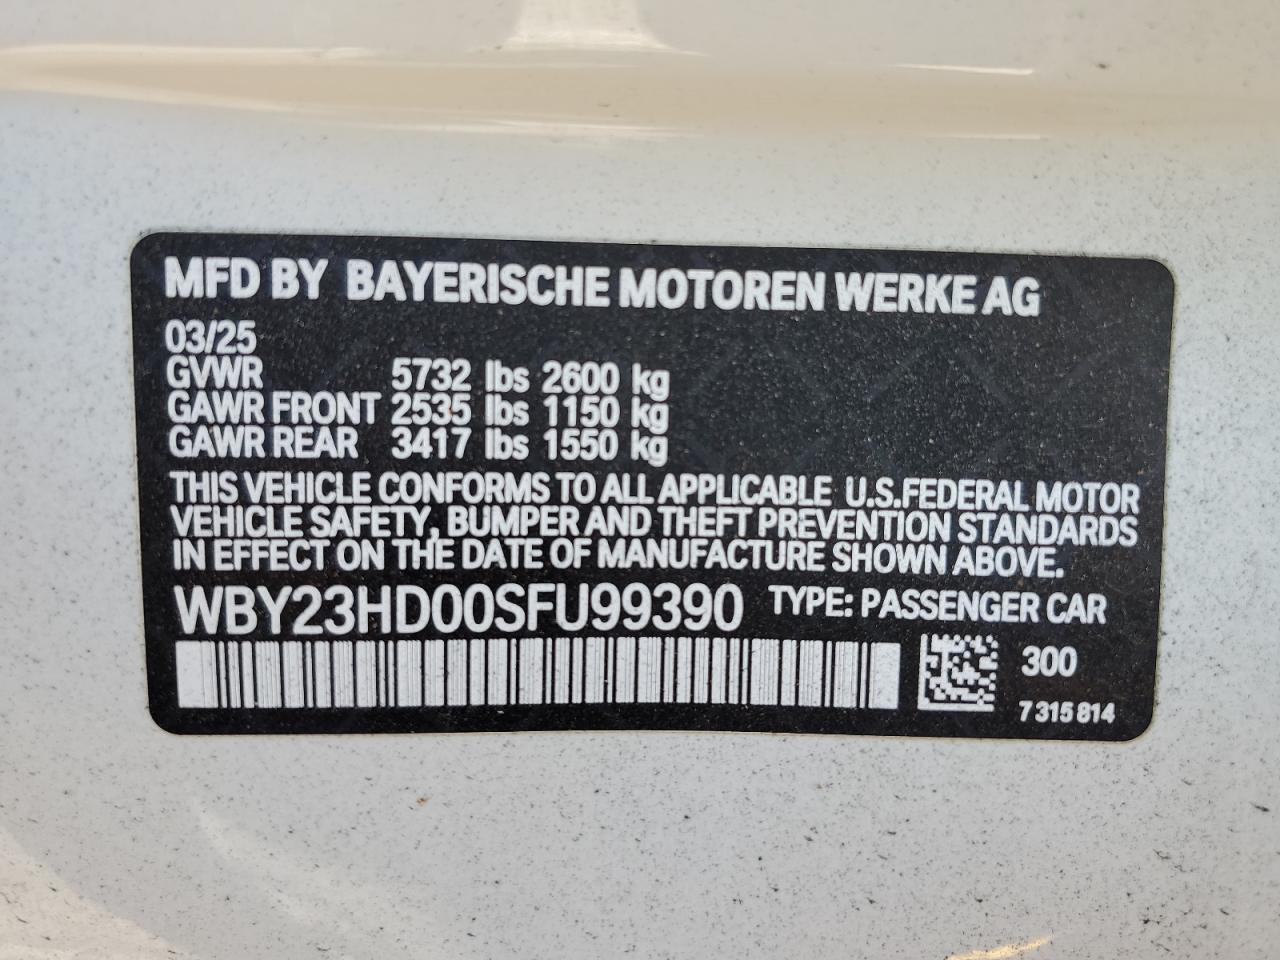 MFD BY BAYERISCHE MOTOREN WERKE AG
03/25
GVWR 5732 lbs 2600 kg
GAWR FRONT 2535 lbs 1150 kg
GAWR REAR 3417 lbs 1550 kg
THIS VEHICLE CONFORMS TO ALL APPLICABLE U.S.FEDERAL MOTOR
VEHICLE SAFETY, BUMPER AND THEFT PREVENTION STANDARDS
IN EFFECT ON THE DATE OF MANUFACTURE SHOWN ABOVE.
WBY23HD00SFU99390 TYPE: PASSENGER CAR
300
7 315 814